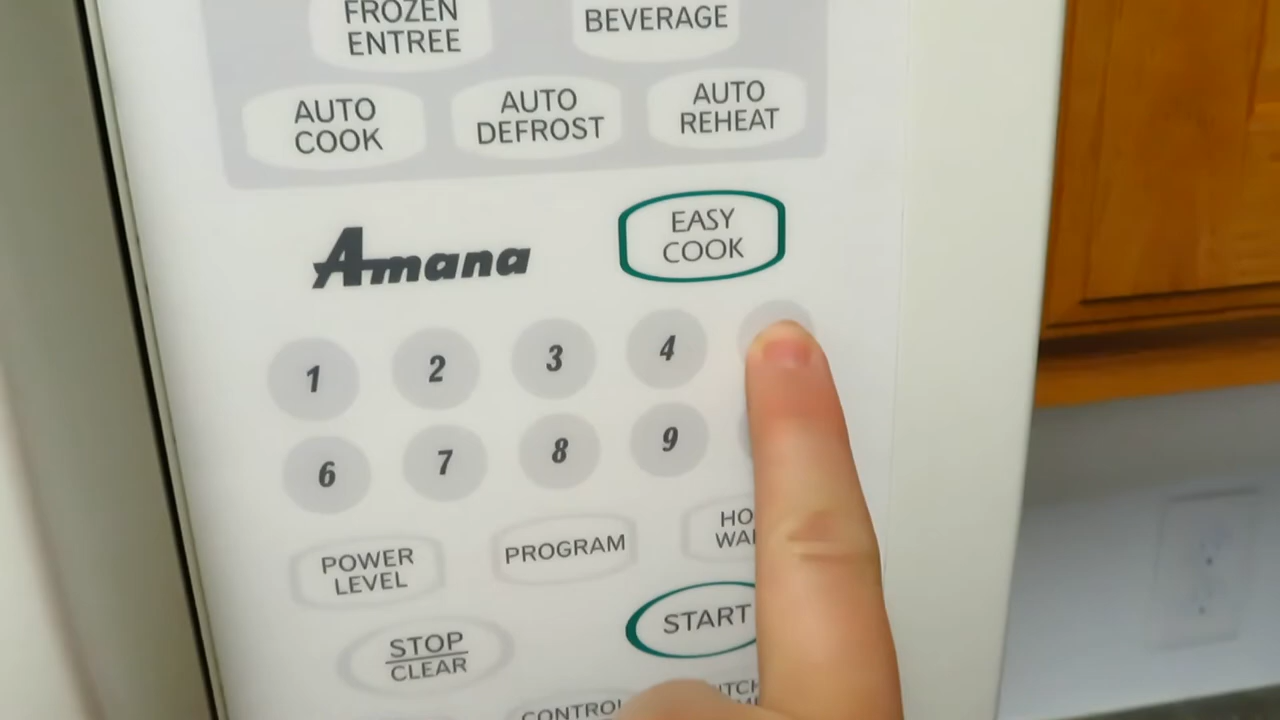 FROZEN
ENTREE
BEVERAGE
AUTO
COOK
AUTO
DEFROST
AUTO
REHEAT
Amana
EASY
COOK
1 2 3 4
6 7 8 9
POWER
LEVEL
PROGRAM
STOP
CLEAR
START